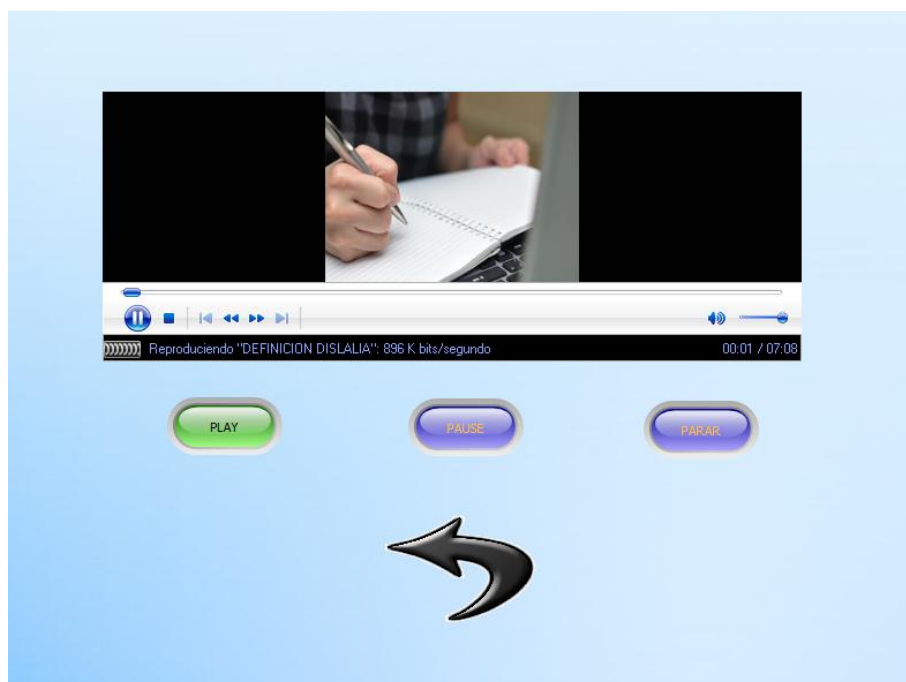 Reproduciendo "DEFINICION DISLALIA": 896 K bits/segundo 00:01 / 07:08
PLAY PAUSE PARAR